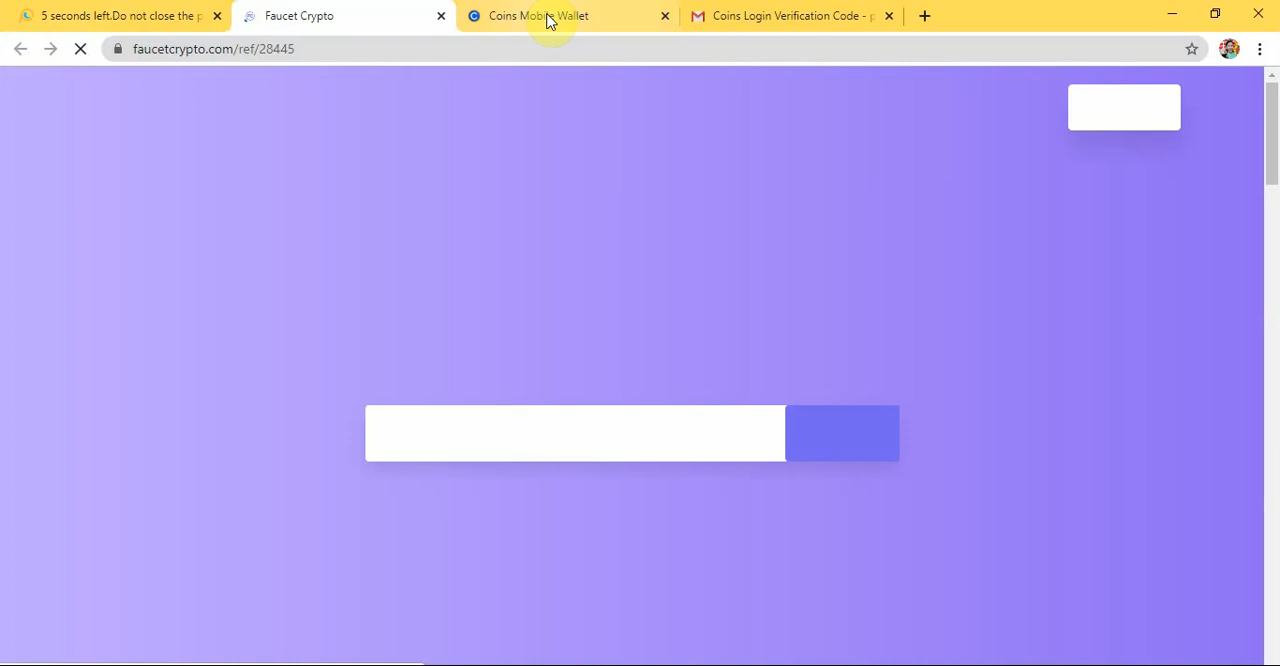 5 seconds left.Do not close the p
Faucet Crypto
Coins Mobile Wallet
Coins Login Verification Code - p
faucetcrypto.com/ref/28445